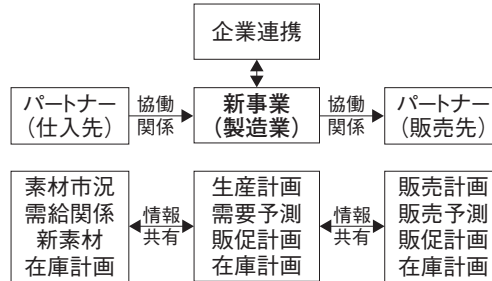 企業連携
パートナー
(仕入先)
協働
関係
新事業
(製造業)
協働
関係
パートナー
(販売先)
素材市況
需給関係
新素材
在庫計画
情報
共有
生産計画
需要予測
販促計画
在庫計画
情報
共有
販売計画
販売予測
販促計画
在庫計画